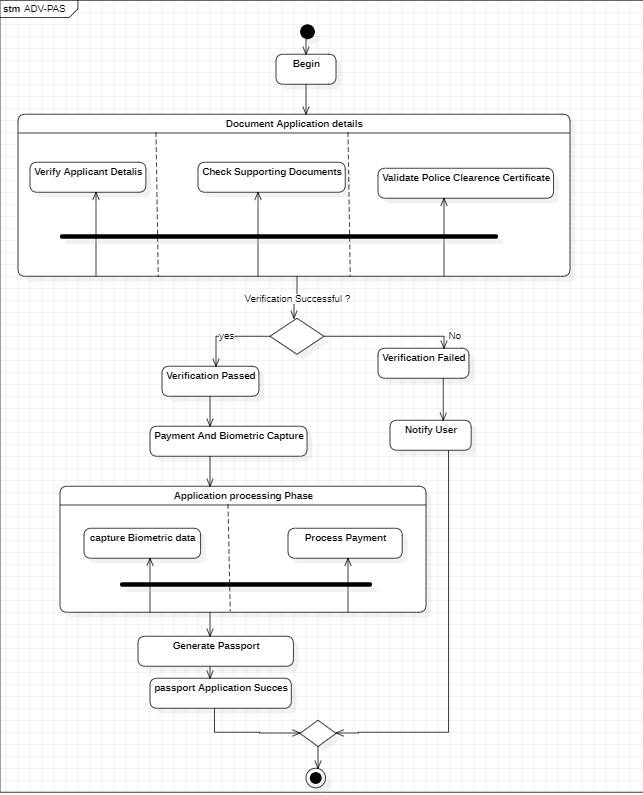 stm ADV-PAS
Begin
Document Application details
Verify Applicant Detalis
Check Supporting Documents
Validate Police Clearence Certificate
Verification Successful ?
yes
No
Verification Failed
Verification Passed
Notify User
Payment And Biometric Capture
Application processing Phase
capture Biometric data
Process Payment
Generate Passport
passport Application Succes